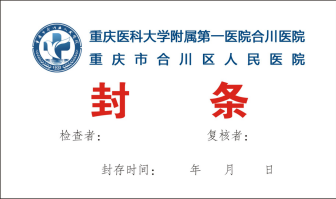 重庆医科大学附属第一医院合川医院
重庆市合川区人民医院
封 条
检查者： 复核者：
封存时间： 年 月 日